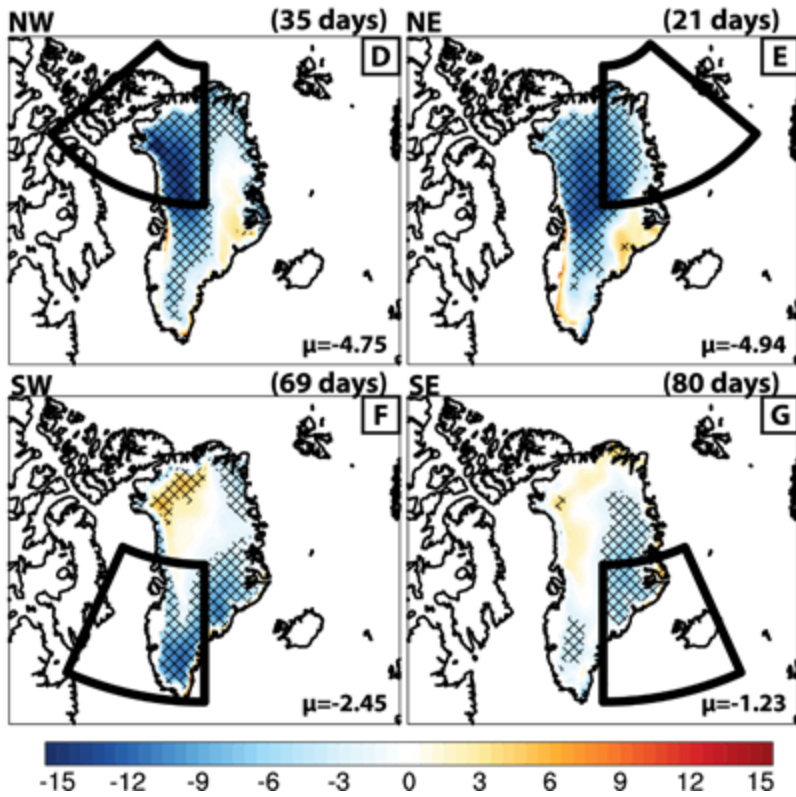 NW (35 days) NE (21 days)
D E
μ=-4.75 μ=-4.94
SW (69 days) SE (80 days)
F G
μ=-2.45 μ=-1.23
-15 -12 -9 -6 -3 0 3 6 9 12 15